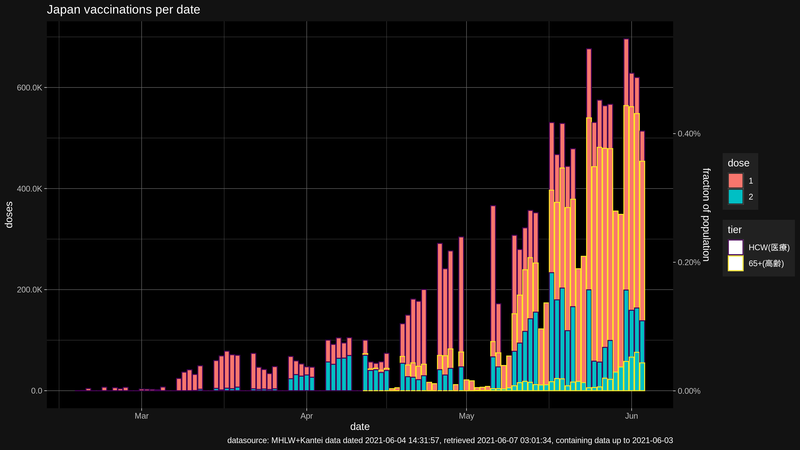 Japan vaccinations per date
600.0K
400.0K
200.0K
0.0
doses
0.40%
0.20%
0.00%
fraction of population
Mar
Apr
May
Jun
date
dose
1
2
tier
HCW(医療)
65+(高齢)
datasource: MHLW+Kantei data dated 2021-06-04 14:31:57, retrieved 2021-06-07 03:01:34, containing data up to 2021-06-03